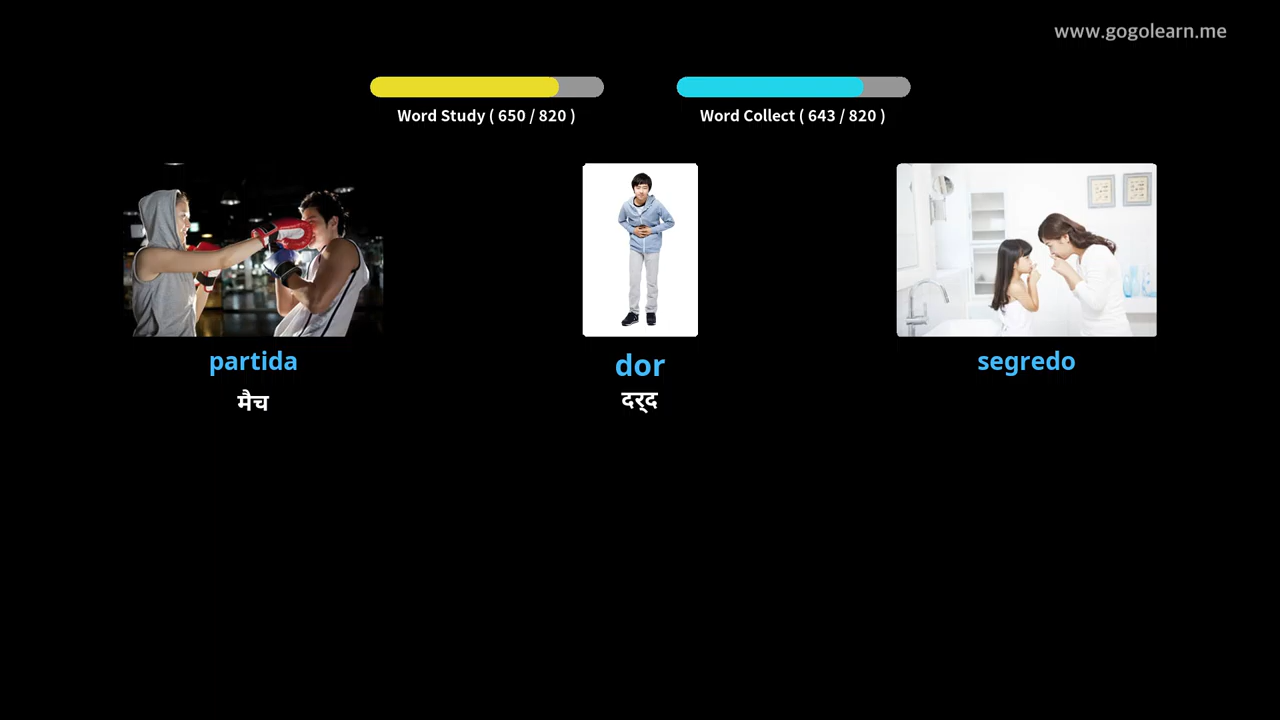 www.gogolearn.me
Word Study ( 650 / 820 )
Word Collect ( 643 / 820 )
partida
dor
segredo
मैच
दर्द